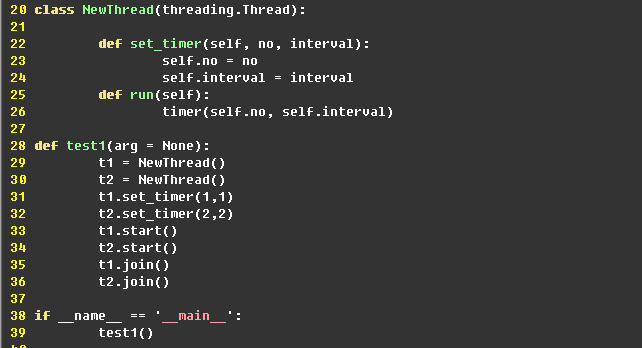 20 class NewThread(threading.Thread):
21
22         def set_timer(self, no, interval):
23                 self.no = no
24                 self.interval = interval
25         def run(self):
26                 timer(self.no, self.interval)
27
28 def test1(arg = None):
29         t1 = NewThread()
30         t2 = NewThread()
31         t1.set_timer(1,1)
32         t2.set_timer(2,2)
33         t1.start()
34         t2.start()
35         t1.join()
36         t2.join()
37
38 if __name__ == '__main__':
39         test1()